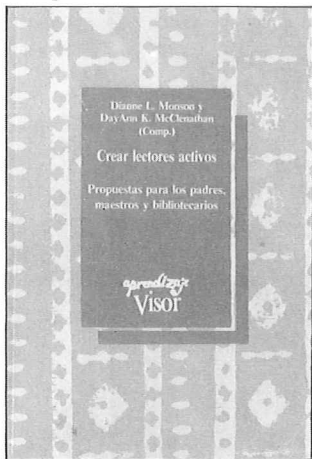 Dianne L. Monson y
DayAnn K. McClenathan
(Comp.)
Crear lectores activos
Propuestas para los padres,
maestros y bibliotecarios
aprendizaje
Visor